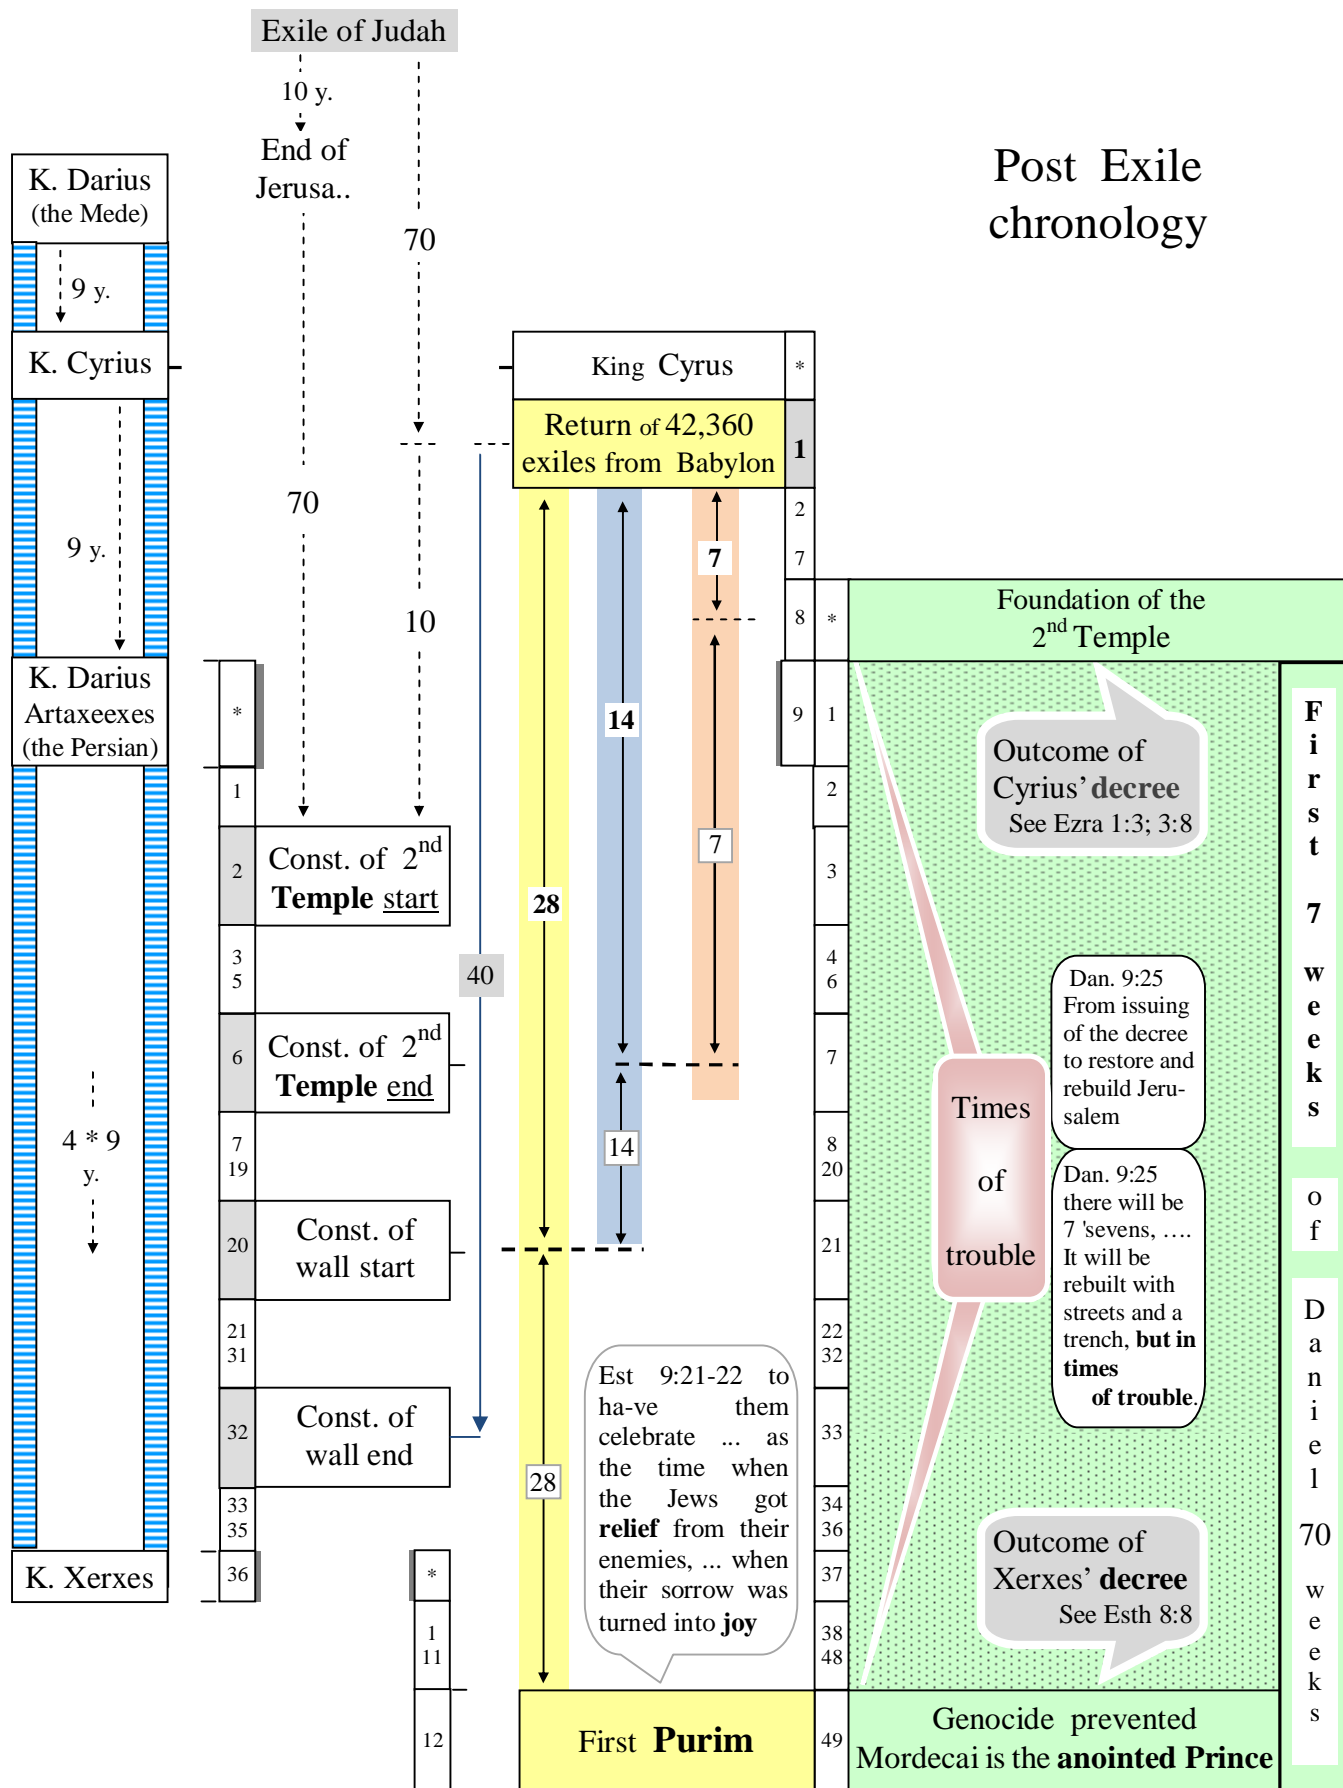 Exile of Judah
10 y.
End of
Jerusa..
70
70
10
Post Exile
chronology
K. Darius
(the Mede)
9 y.
K. Cyrius
9 y.
K. Darius
Artaxeexes
(the Persian)
4 * 9
y.
K. Xerxes
*
1
2
3
5
6
7
19
20
21
31
32
33
35
36
Const. of 2nd
Temple start
Const. of 2nd
Temple end
Const. of
wall start
Const. of
wall end
40
*
1
11
12
King Cyrus
*
Return of 42,360
exiles from Babylon
1
2
7
8
9
28
14
7
7
14
28
Est 9:21-22 to
ha-ve them
celebrate ... as
the time when
the Jews got
relief from their
enemies, ... when
their sorrow was
turned into joy
First Purim
*
1
2
3
4
6
7
8
20
21
22
32
33
34
36
37
38
48
49
Foundation of the
2nd Temple
Outcome of
Cyrius’ decree
See Ezra 1:3; 3:8
Times
of
trouble
Dan. 9:25
From issuing
of the decree
to restore and
rebuild Jeru-
salem
Dan. 9:25
there will be
7 'sevens, ….
It will be
rebuilt with
streets and a
trench, but in
times
of trouble.
Outcome of
Xerxes’ decree
See Esth 8:8
Genocide prevented
Mordecai is the anointed Prince
First
7
weeks
of
Daniel
70
weeks